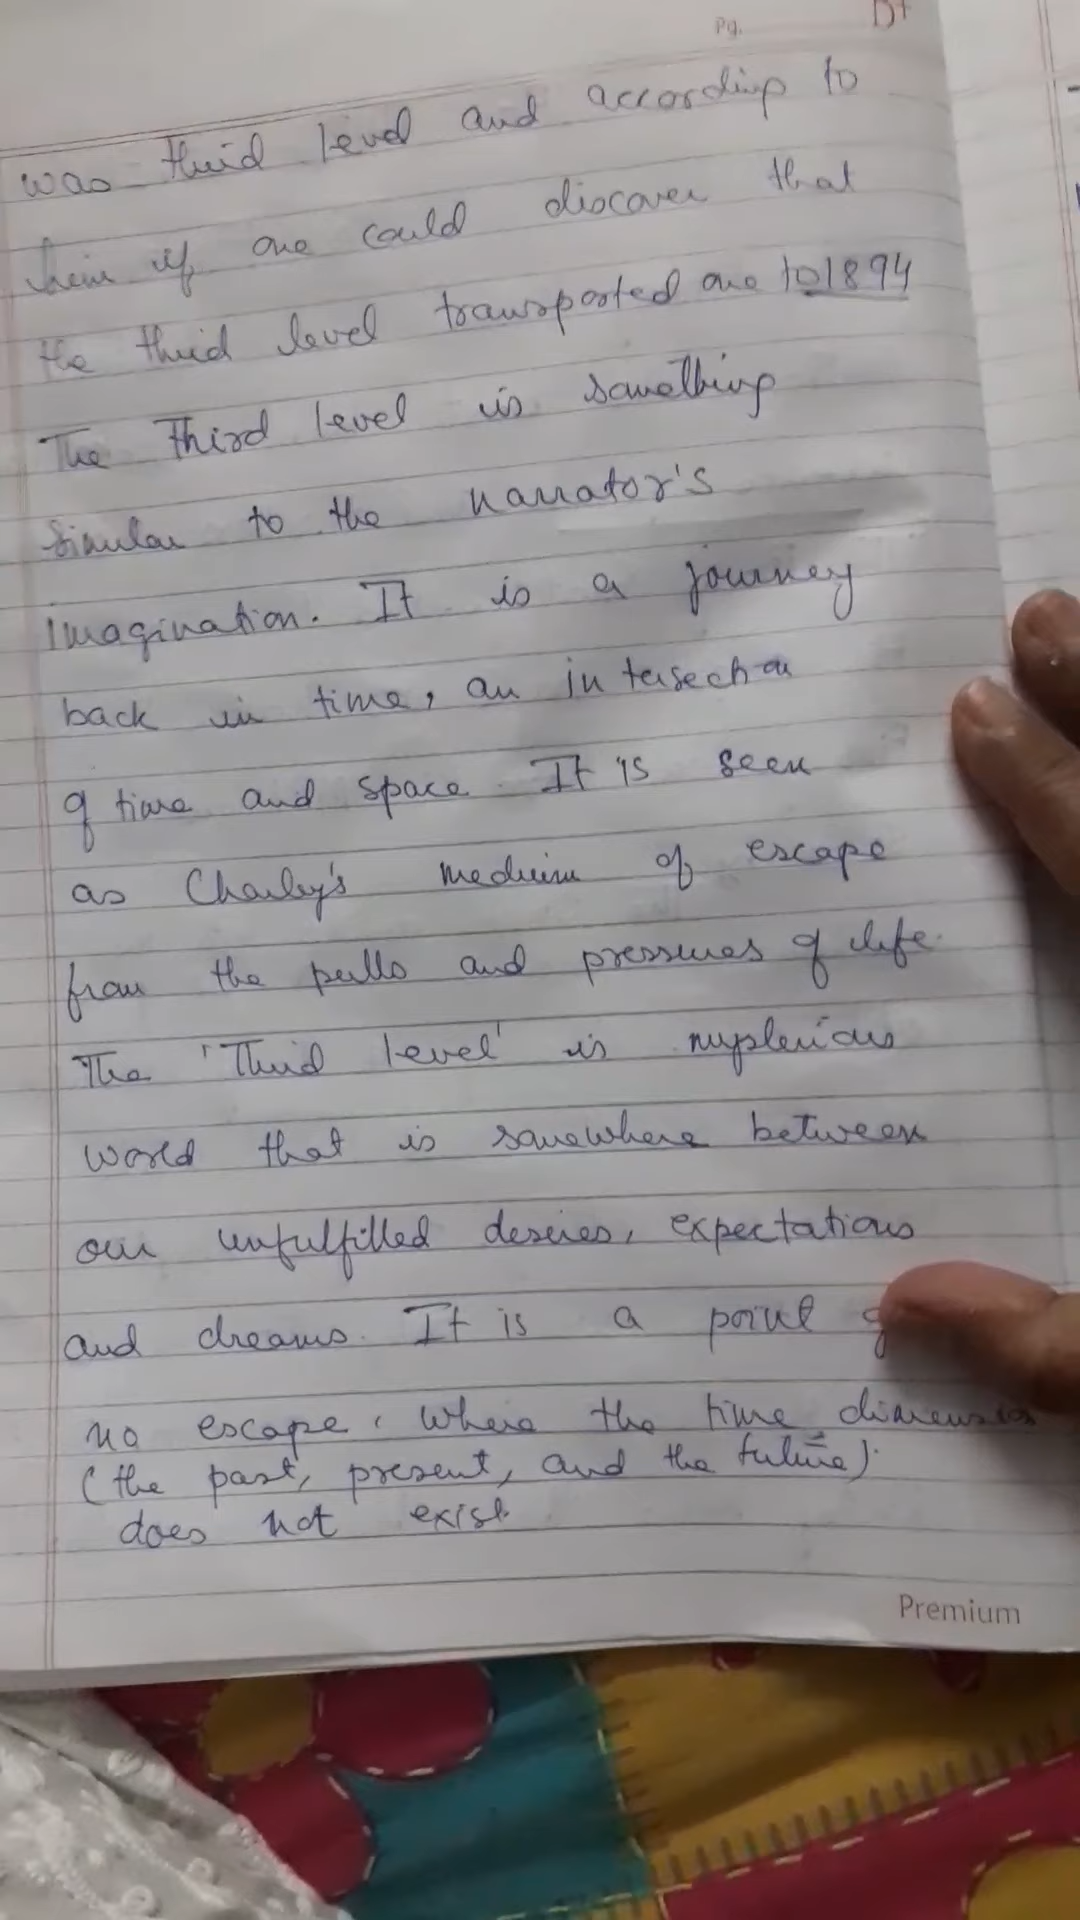 Pg. Dt
was third level and according to
him if one could discover that
the third level transported one to 1894
The Third level is something
Similar to the narrator's
imagination. It is a journey
back in time, an intersection
of time and space. It is seen
as Charley's medium of escape
from the pulls and pressures of life.
The 'Third level' is mysterious
world that is somewhere between
our unfulfilled desires, expectations
and dreams. It is a point
no escape, where the time dimension
(the past, present, and the future).
does not exist
Premium